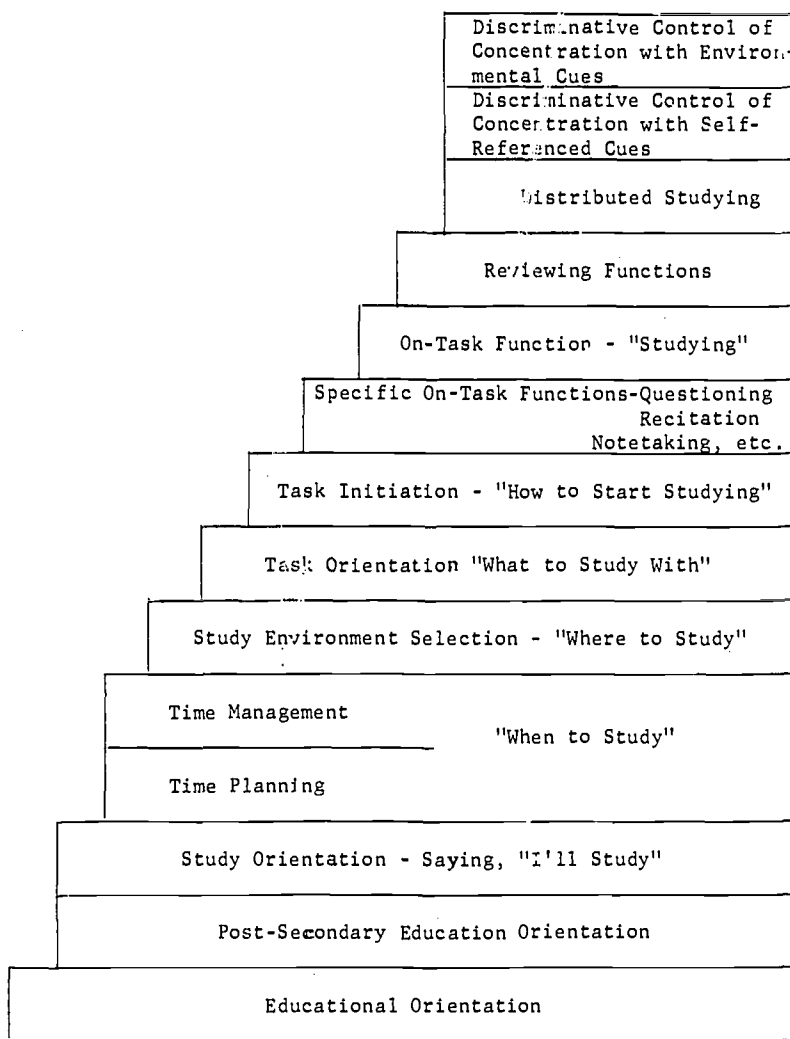 Discriminative Control of
Concentration with Environ-
mental Cues
Discriminative Control of
Concentration with Self-
Referenced Cues
Distributed Studying
Reviewing Functions
On-Task Function - "Studying"
Specific On-Task Functions-Questioning
Recitation
Notetaking, etc.
Task Initiation - "How to Start Studying"
Task Orientation "What to Study With"
Study Environment Selection - "Where to Study"
Time Management
"When to Study"
Time Planning
Study Orientation - Saying, "I'll Study"
Post-Secondary Education Orientation
Educational Orientation